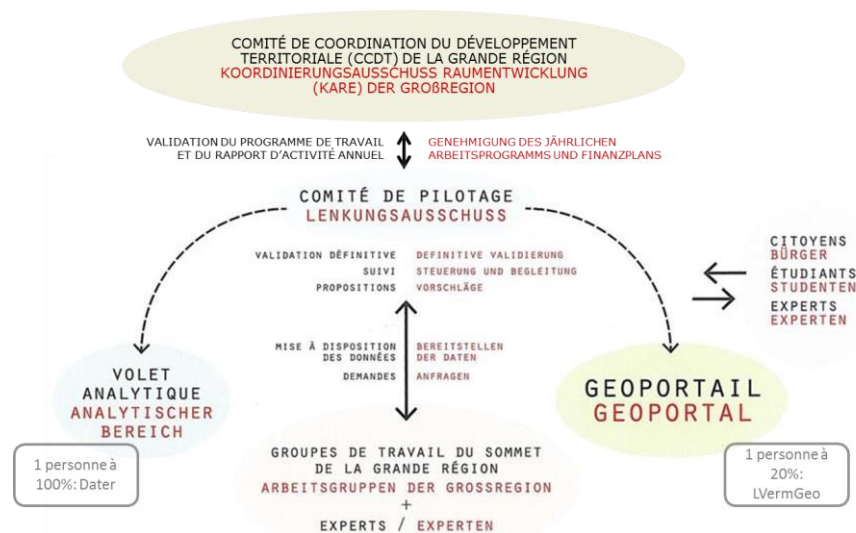 COMITÉ DE COORDINATION DU DÉVELOPPEMENT
TERRITORIALE (CCDT) DE LA GRANDE RÉGION
KOORDINIERUNGSAUSSCHUSS RAUMENTWICKLUNG
(KARE) DER GROßREGION
VALIDATION DU PROGRAMME DE TRAVAIL
ET DU RAPPORT D'ACTIVITÉ ANNUEL
GENEHMIGUNG DES JÄHRLICHEN
ARBEITSPROGRAMMS UND FINANZPLANS
COMITÉ DE PILOTAGE
LENKUNGSAUSSCHUSS
VALIDATION DÉFINITIVE DEFINITIVE VALIDIERUNG
SUIVI STEUERUNG UND BEGLEITUNG
PROPOSITIONS VORSCHLÄGE
CITOYENS
BÜRGER
ÉTUDIANTS
STUDENTEN
EXPERTS
EXPERTEN
MISE À DISPOSITION
DES DONNÉES
BEREITSTELLEN
DER DATEN
DEMANDES ANFRAGEN
VOLET
ANALYTIQUE
ANALYTISCHER
BEREICH
GEOPORTAIL
GEOPORTAL
1 personne à
100%: Dater
GROUPES DE TRAVAIL DU SOMMET
DE LA GRANDE RÉGION
ARBEITSGRUPPEN DER GROSSREGION
+
EXPERTS / EXPERTEN
1 personne à
20%:
LVermGeo